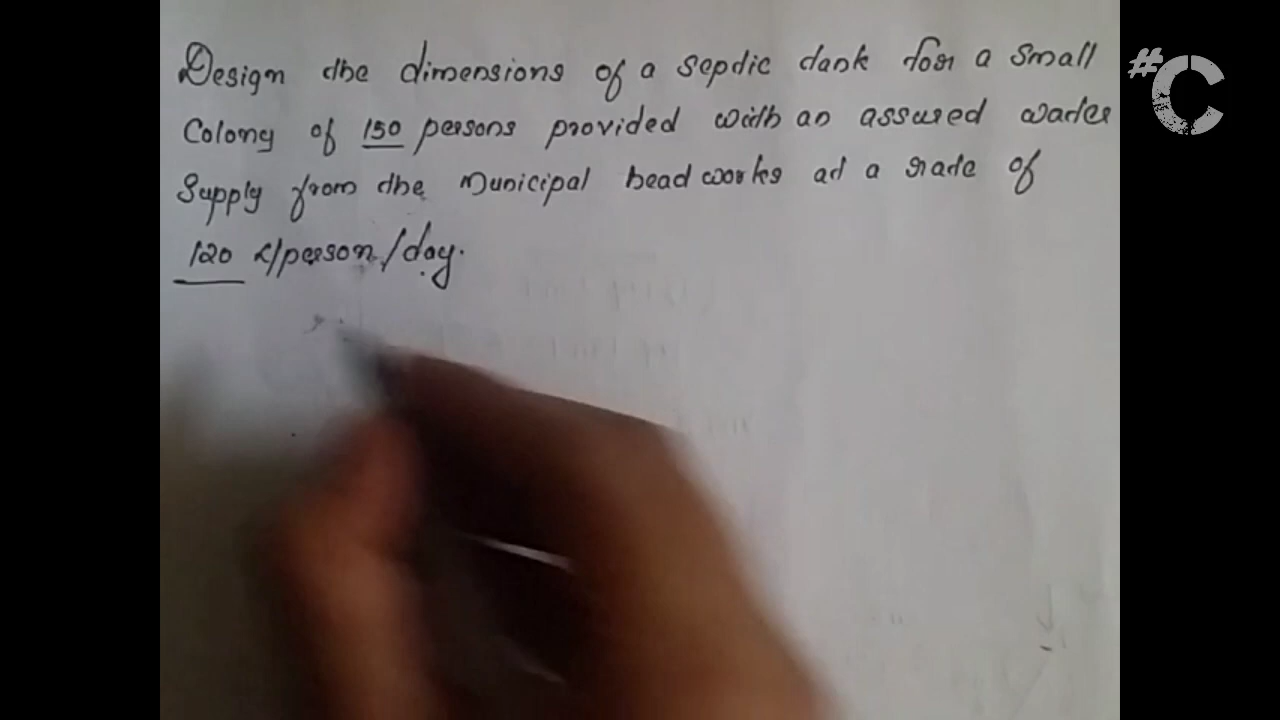 Design the dimensions of a septic tank for a small
Colony of 150 persons provided with an assured water
Supply from the Municipal head works at a rate of
120 L/person/day.
#C